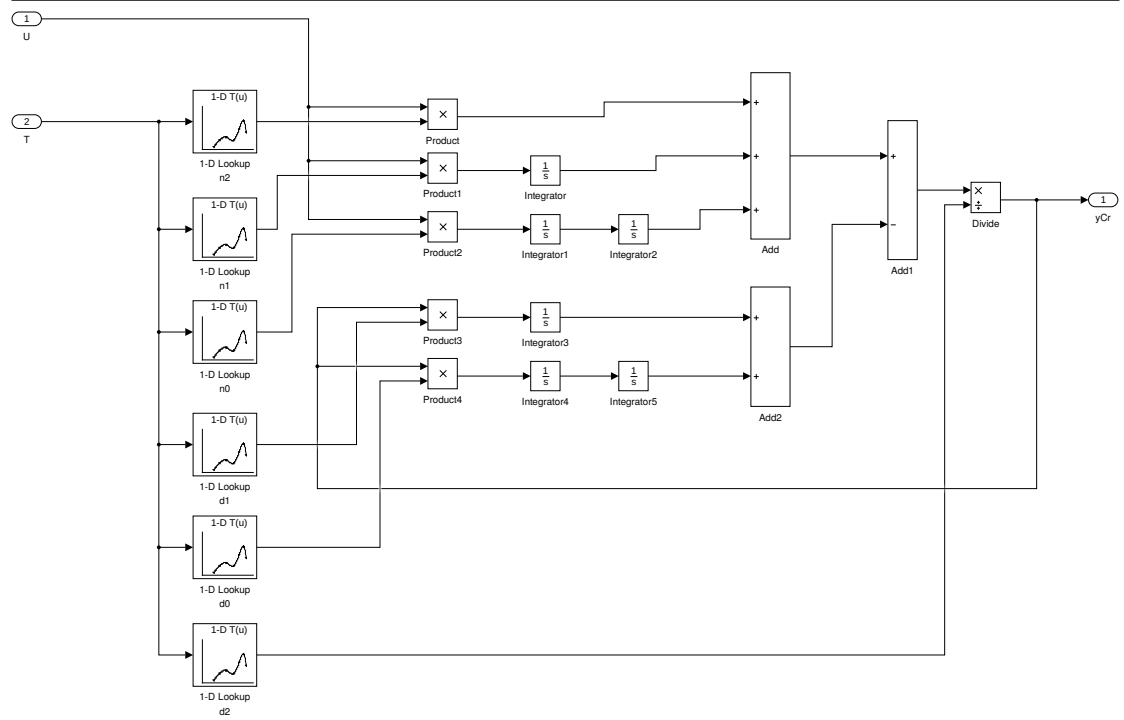 1
U
2
T
1-D T(u)
1-D Lookup
n2
1-D T(u)
1-D Lookup
n1
1-D T(u)
1-D Lookup
n0
1-D T(u)
1-D Lookup
d1
1-D T(u)
1-D Lookup
d0
1-D T(u)
1-D Lookup
d2
×
Product
×
Product1
×
Product2
×
Product3
×
Product4
1
s
Integrator
1
s
Integrator1
1
s
Integrator2
1
s
Integrator3
1
s
Integrator4
1
s
Integrator5
+
+
+
Add
+
+
Add2
+
−
Add1
×
÷
Divide
1
yCr